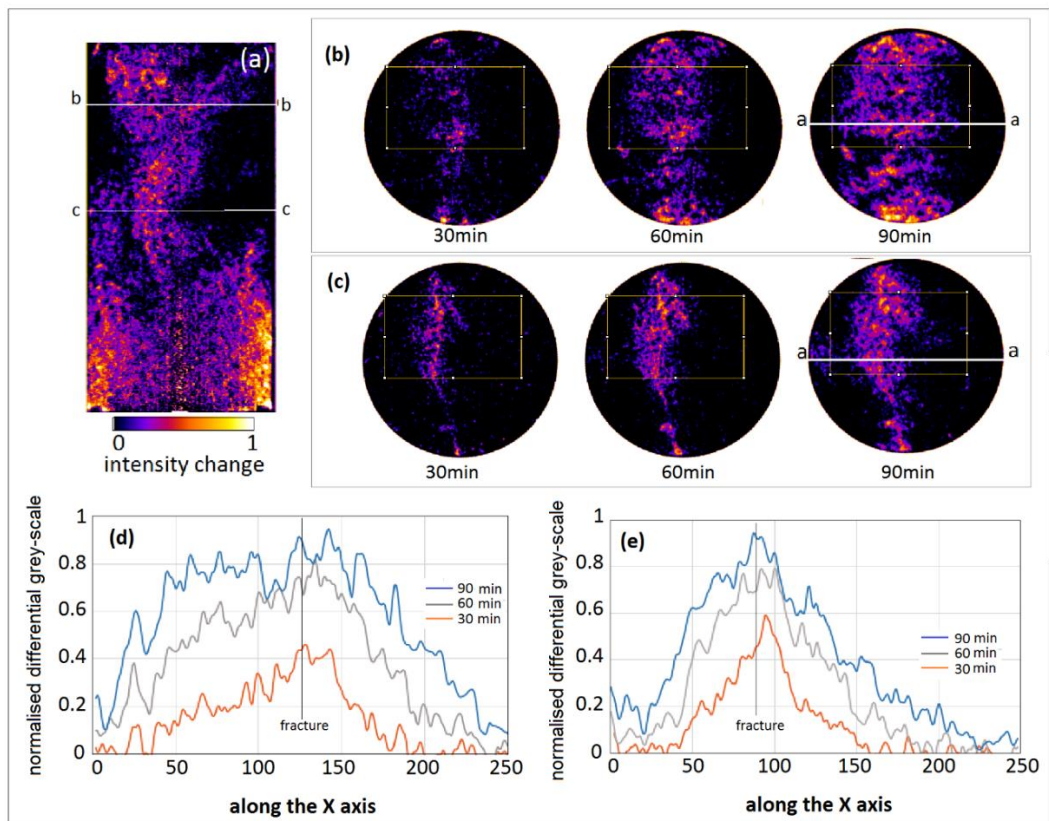 (a)
b b
c c
0 1
intensity change
(b)
a a
30min 60min 90min
(c)
a a
30min 60min 90min
normalised differential grey-scale
1
0.8
0.6
0.4
0.2
0
(d)
90 min
60 min
30 min
fracture
0 50 100 150 200 250
along the X axis
normalised differential grey-scale
1
0.8
0.6
0.4
0.2
0
(e)
90 min
60 min
30 min
fracture
0 50 100 150 200 250
along the X axis